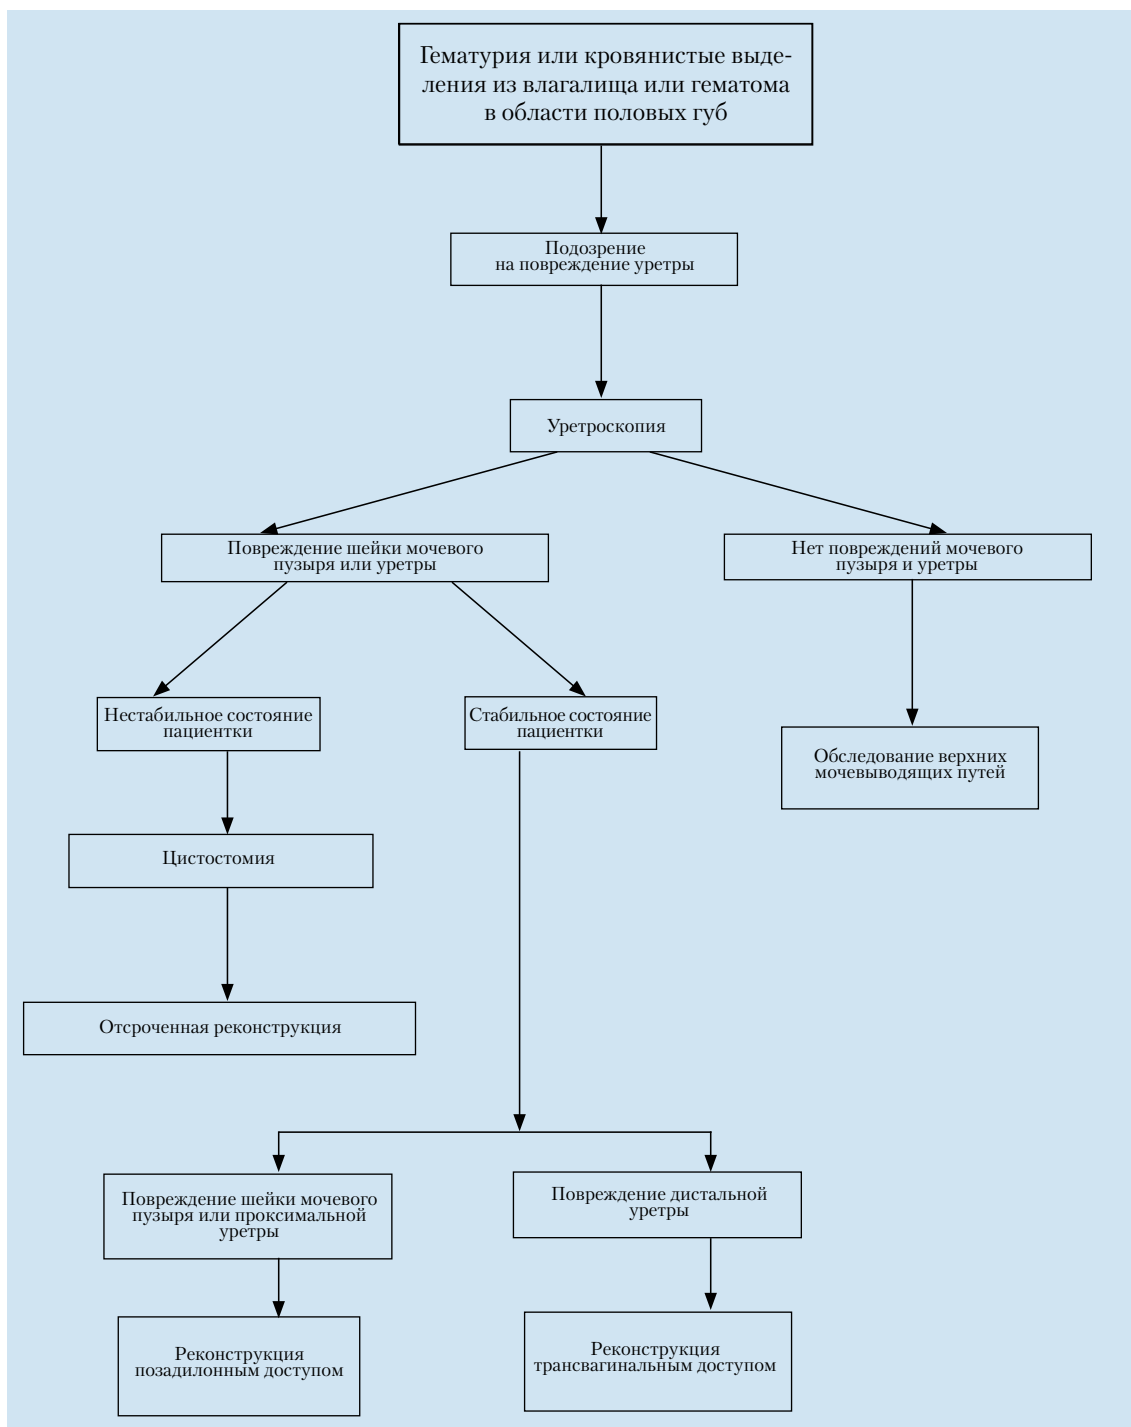 Гематурия или кровянистые выде-
ления из влагалища или гематома
в области половых губ
Подозрение
на повреждение уретры
Уретроскопия
Повреждение шейки мочевого
пузыря или уретры
Нет повреждений мочевого
пузыря и уретры
Нестабильное состояние
пациентки
Стабильное состояние
пациентки
Обследование верхних
мочевыводящих путей
Цистостомия
Отсроченная реконструкция
Повреждение шейки мочевого
пузыря или проксимальной
уретры
Повреждение дистальной
уретры
Реконструкция
позадилонным доступом
Реконструкция
трансвагинальным доступом